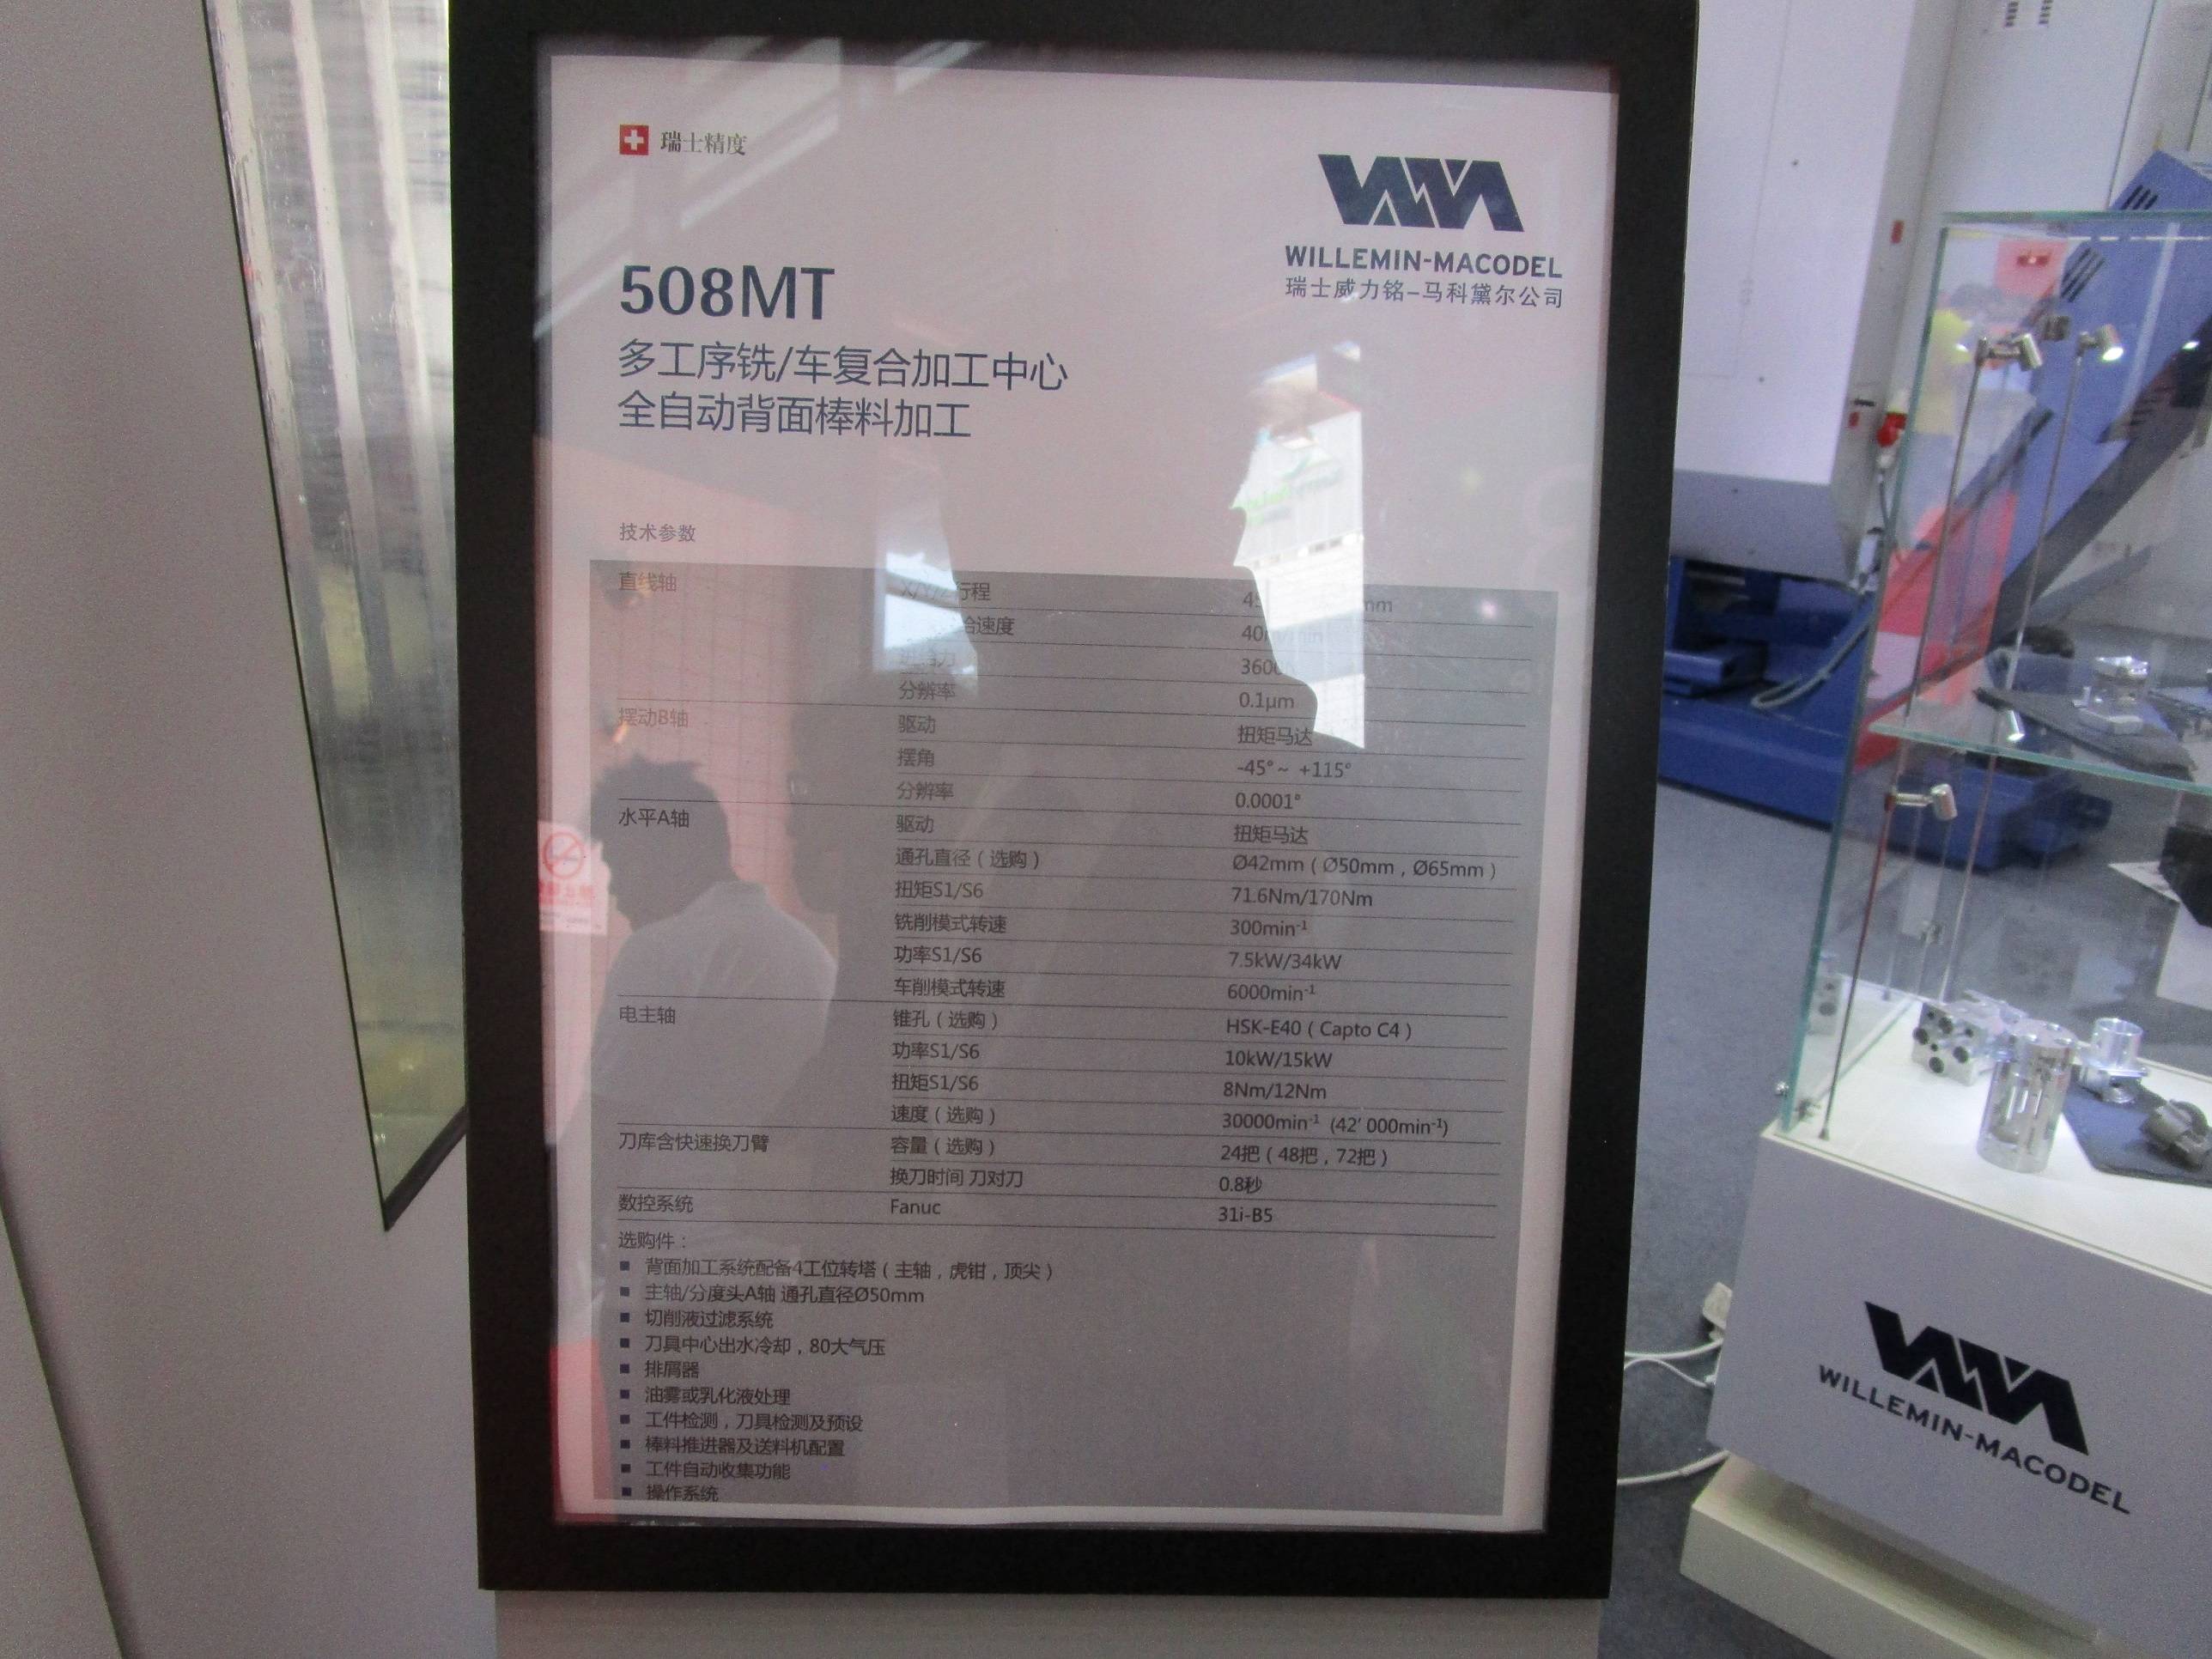 瑞士精度
WILLEMIN-MACODEL
瑞士威力铭-马科黛尔公司
508MT
多工序铣/车复合加工中心
全自动背面棒料加工
技术参数
直线轴 X/Y/Z行程 mm
给速度 40m/min
进给力
分辨率 0.1μm
摆动B轴 驱动 扭矩马达
摆角 -45°~ +115°
分辨率 0.0001°
水平A轴 驱动 扭矩马达
通孔直径(选购) Ø42mm(Ø50mm,Ø65mm)
扭矩S1/S6 71.6Nm/170Nm
铣削模式转速 300min⁻¹
功率S1/S6 7.5kW/34kW
车削模式转速 6000min⁻¹
电主轴 锥孔(选购) HSK-E40(Capto C4)
功率S1/S6 10kW/15kW
扭矩S1/S6 8Nm/12Nm
速度(选购) 30000min⁻¹ (42' 000min⁻¹)
刀库含快速换刀臂 容量(选购) 24把(48把,72把)
换刀时间 刀对刀 0.8秒
数控系统 Fanuc 31i-B5
选购件:
■ 背面加工系统配备4工位转塔(主轴,虎钳,顶尖)
■ 主轴/分度头A轴 通孔直径Ø50mm
■ 切削液过滤系统
■ 刀具中心出水冷却,80大气压
■ 排屑器
■ 油雾或乳化液处理
■ 工件检测,刀具检测及预设
■ 棒料推进器及送料机配置
■ 工件自动收集功能
■ 操作系统
WILLEMIN-MACODEL